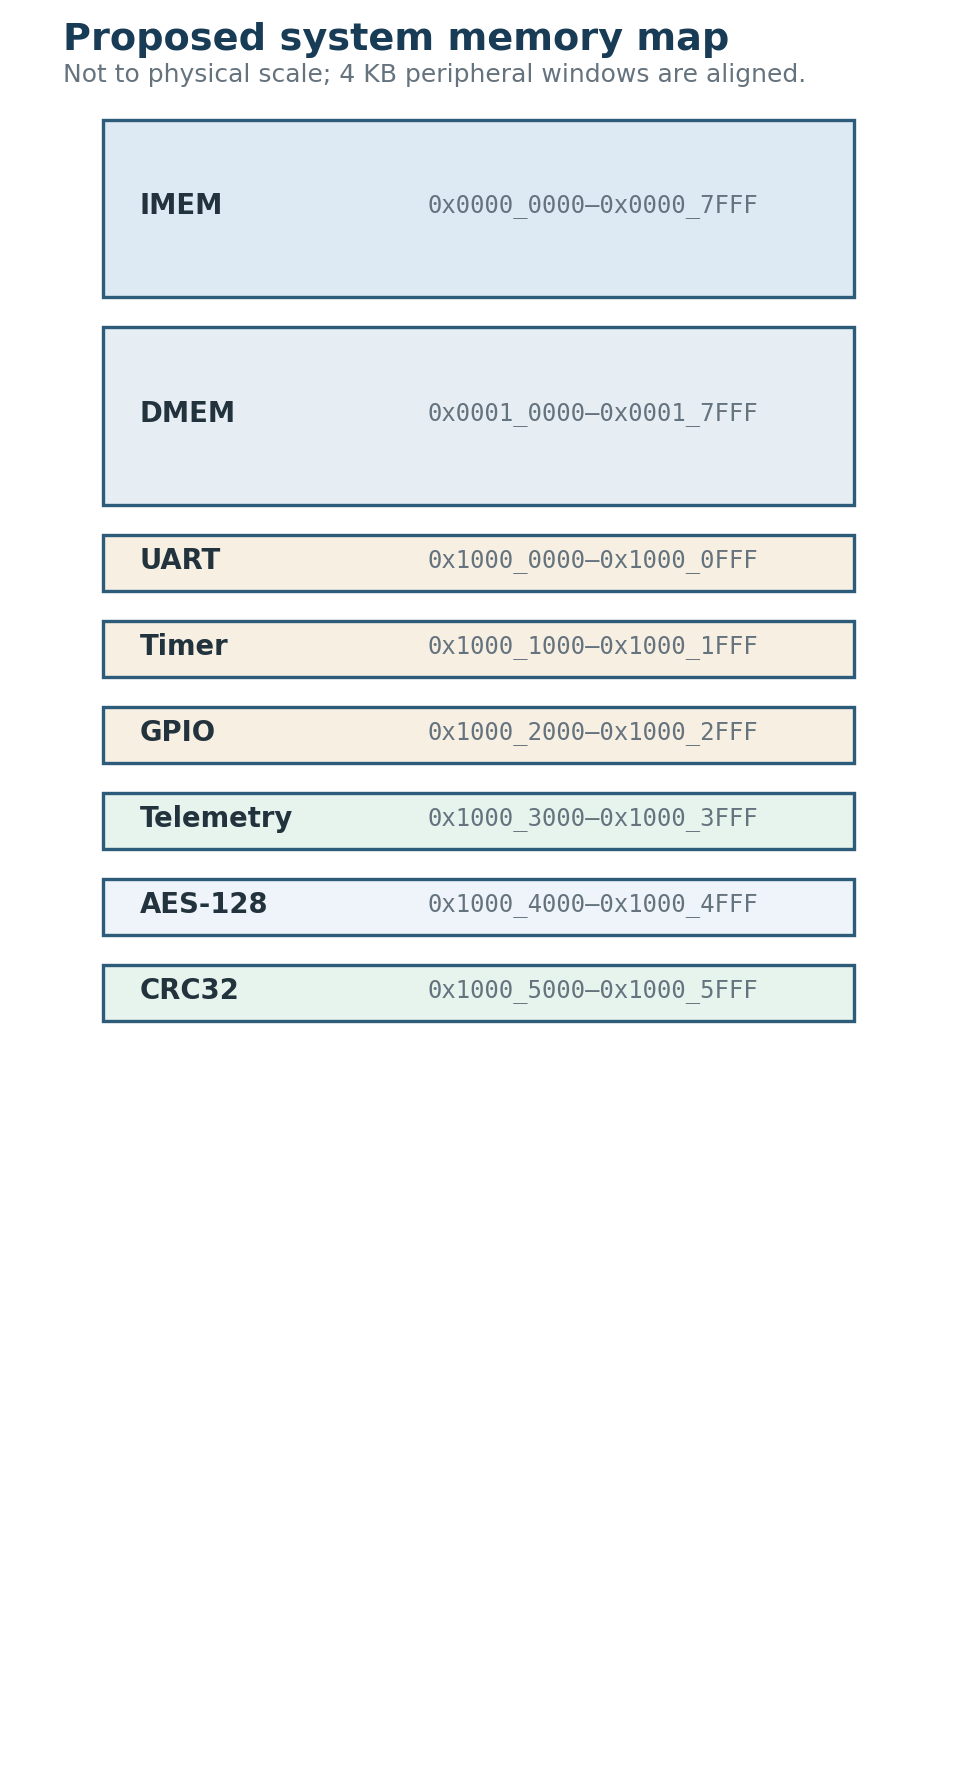 Proposed system memory map
Not to physical scale; 4 KB peripheral windows are aligned.
IMEM 0x0000_0000–0x0000_7FFF
DMEM 0x0001_0000–0x0001_7FFF
UART 0x1000_0000–0x1000_0FFF
Timer 0x1000_1000–0x1000_1FFF
GPIO 0x1000_2000–0x1000_2FFF
Telemetry 0x1000_3000–0x1000_3FFF
AES-128 0x1000_4000–0x1000_4FFF
CRC32 0x1000_5000–0x1000_5FFF